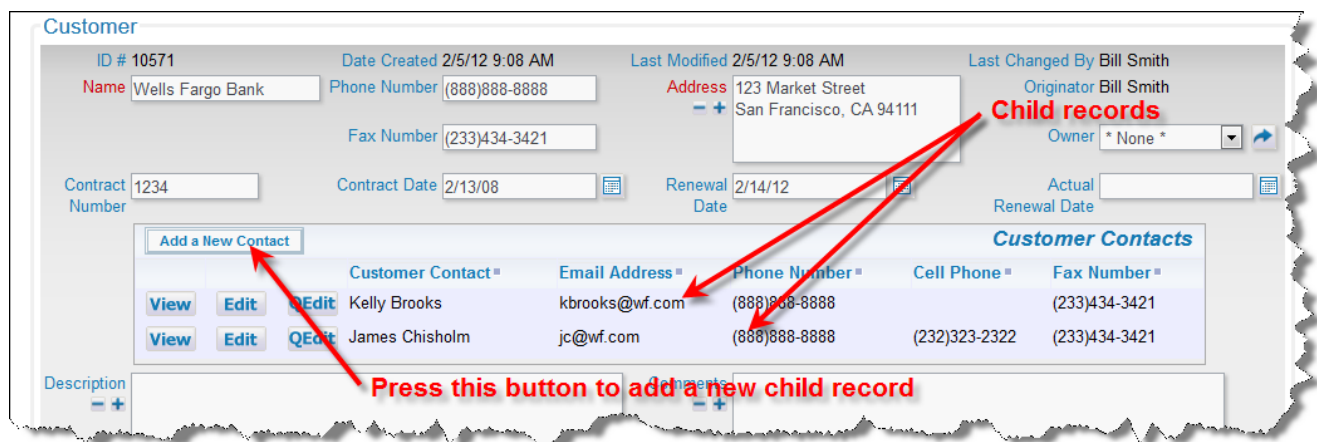 Customer
ID # 10571 Date Created 2/5/12 9:08 AM Last Modified 2/5/12 9:08 AM Last Changed By Bill Smith
Name Wells Fargo Bank Phone Number (888)888-8888 Address 123 Market Street Originator Bill Smith
San Francisco, CA 94111
Child records
Fax Number (233)434-3421 Owner * None *
Contract Number 1234 Contract Date 2/13/08 Renewal Date 2/14/12 Actual Renewal Date
Add a New Contact Customer Contacts
Customer Contact Email Address Phone Number Cell Phone Fax Number
View Edit QEdit Kelly Brooks kbrooks@wf.com (888)888-8888 (233)434-3421
View Edit QEdit James Chisholm jc@wf.com (888)888-8888 (232)323-2322 (233)434-3421
Description Comments
Press this button to add a new child record